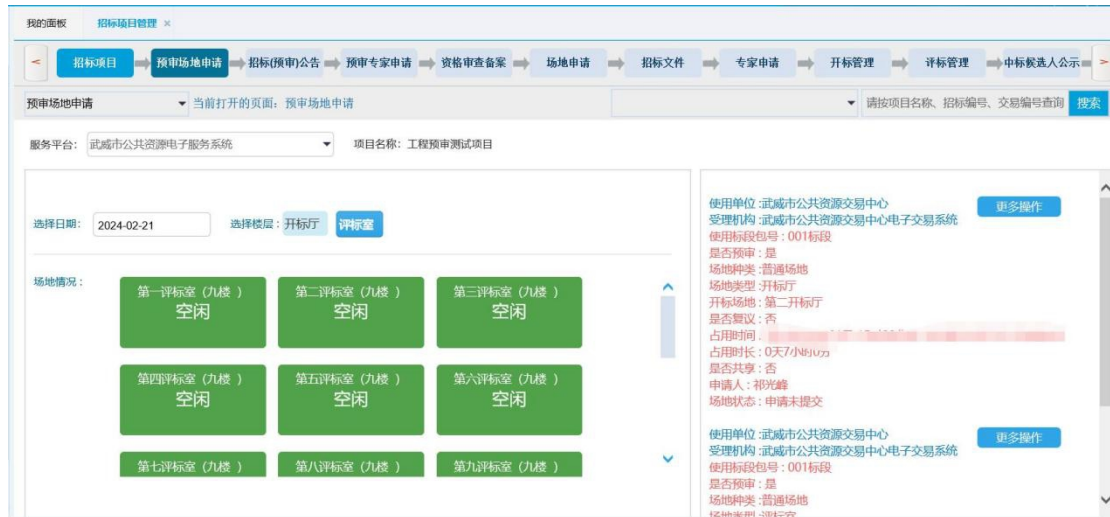 我的面板 招标项目管理 ×
< 招标项目 预审场地申请 招标(预审)公告 预审专家申请 资格审查备案 场地申请 招标文件 专家申请 开标管理 评标管理 中标候选人公示 >
预审场地申请 当前打开的页面：预审场地申请 请按项目名称、招标编号、交易编号查询 搜索
服务平台： 武威市公共资源电子服务系统 项目名称：工程预审测试项目
选择日期： 2024-02-21 选择楼层：开标厅 评标室
场地情况：
第一评标室（九楼 ） 第二评标室（九楼 ） 第三评标室（九楼 ）
空闲 空闲 空闲
第四评标室（九楼 ） 第五评标室（九楼 ） 第六评标室（九楼 ）
空闲 空闲 空闲
第七评标室（九楼 ） 第八评标室（九楼 ） 第九评标室（九楼 ）
使用单位:武威市公共资源交易中心 更多操作
受理机构:武威市公共资源交易中心电子交易系统
使用标段包号：001标段
是否预审：是
场地种类:普通场地
场地类型:开标厅
开标场地：第二开标厅
是否复议：否
占用时间：
占用时长：0天7小时0分
是否共享：否
申请人：祁光峰
场地状态：申请未提交
使用单位:武威市公共资源交易中心 更多操作
受理机构:武威市公共资源交易中心电子交易系统
使用标段包号：001标段
是否预审：是
场地种类:普通场地
场地类型:评标室